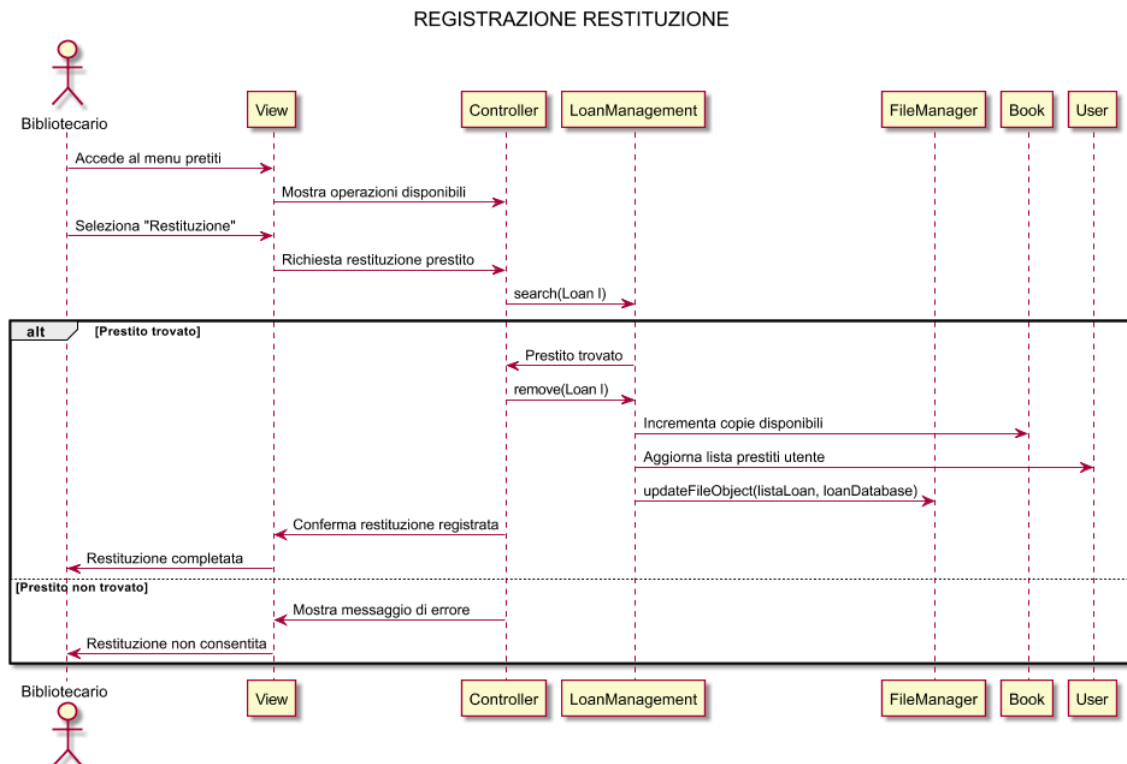 REGISTRAZIONE RESTITUZIONE
Bibliotecario
View
Controller
LoanManagement
FileManager
Book
User
Accede al menu pretiti
Mostra operazioni disponibili
Seleziona "Restituzione"
Richiesta restituzione prestito
search(Loan l)
alt
[Prestito trovato]
Prestito trovato
remove(Loan l)
Incrementa copie disponibili
Aggiorna lista prestiti utente
updateFileObject(listaLoan, loanDatabase)
Conferma restituzione registrata
Restituzione completata
[Prestito non trovato]
Mostra messaggio di errore
Restituzione non consentita
Bibliotecario
View
Controller
LoanManagement
FileManager
Book
User